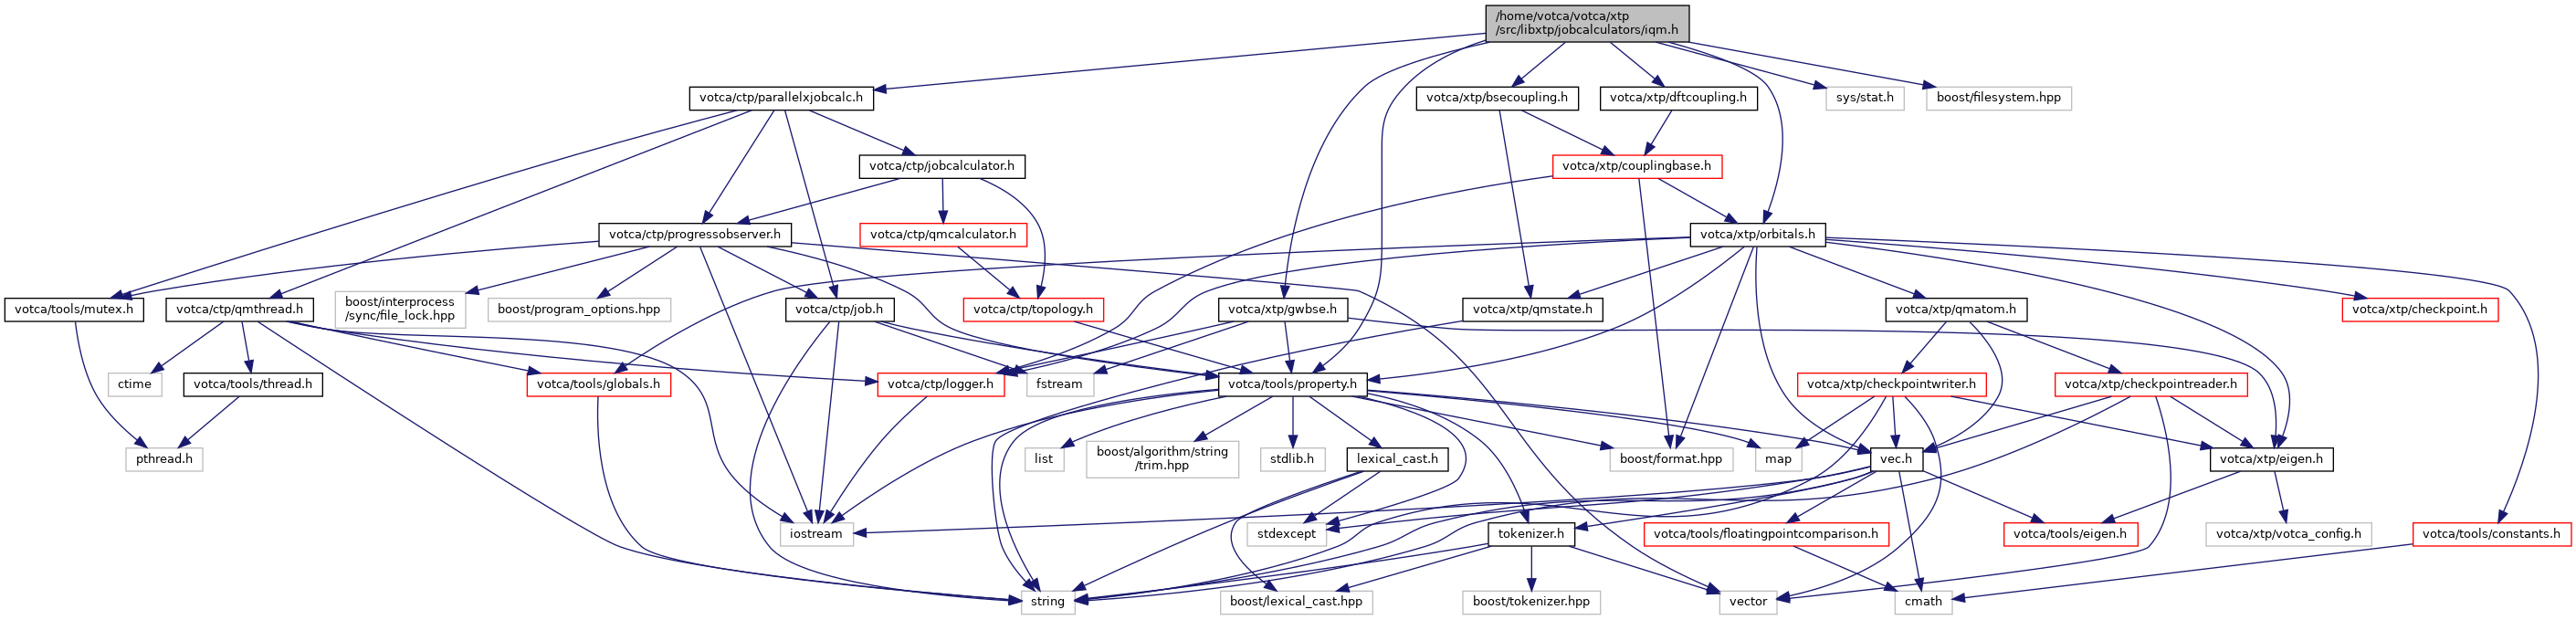 /home/votca/votca/xtp
/src/libxtp/jobcalculators/iqm.h
votca/ctp/parallelxjobcalc.h
votca/xtp/bsecoupling.h
votca/xtp/dftcoupling.h
sys/stat.h
boost/filesystem.hpp
votca/ctp/jobcalculator.h
votca/xtp/couplingbase.h
votca/ctp/progressobserver.h
votca/ctp/qmcalculator.h
votca/xtp/orbitals.h
votca/tools/mutex.h
votca/ctp/qmthread.h
boost/interprocess
/sync/file_lock.hpp
boost/program_options.hpp
votca/ctp/job.h
votca/ctp/topology.h
votca/xtp/gwbse.h
votca/xtp/qmstate.h
votca/xtp/qmatom.h
votca/xtp/checkpoint.h
ctime
votca/tools/thread.h
votca/tools/globals.h
votca/ctp/logger.h
fstream
votca/tools/property.h
votca/xtp/checkpointwriter.h
votca/xtp/checkpointreader.h
pthread.h
list
boost/algorithm/string
/trim.hpp
stdlib.h
lexical_cast.h
boost/format.hpp
map
vec.h
votca/xtp/eigen.h
iostream
stdexcept
tokenizer.h
votca/tools/floatingpointcomparison.h
votca/tools/eigen.h
votca/xtp/votca_config.h
votca/tools/constants.h
string
boost/lexical_cast.hpp
boost/tokenizer.hpp
vector
cmath